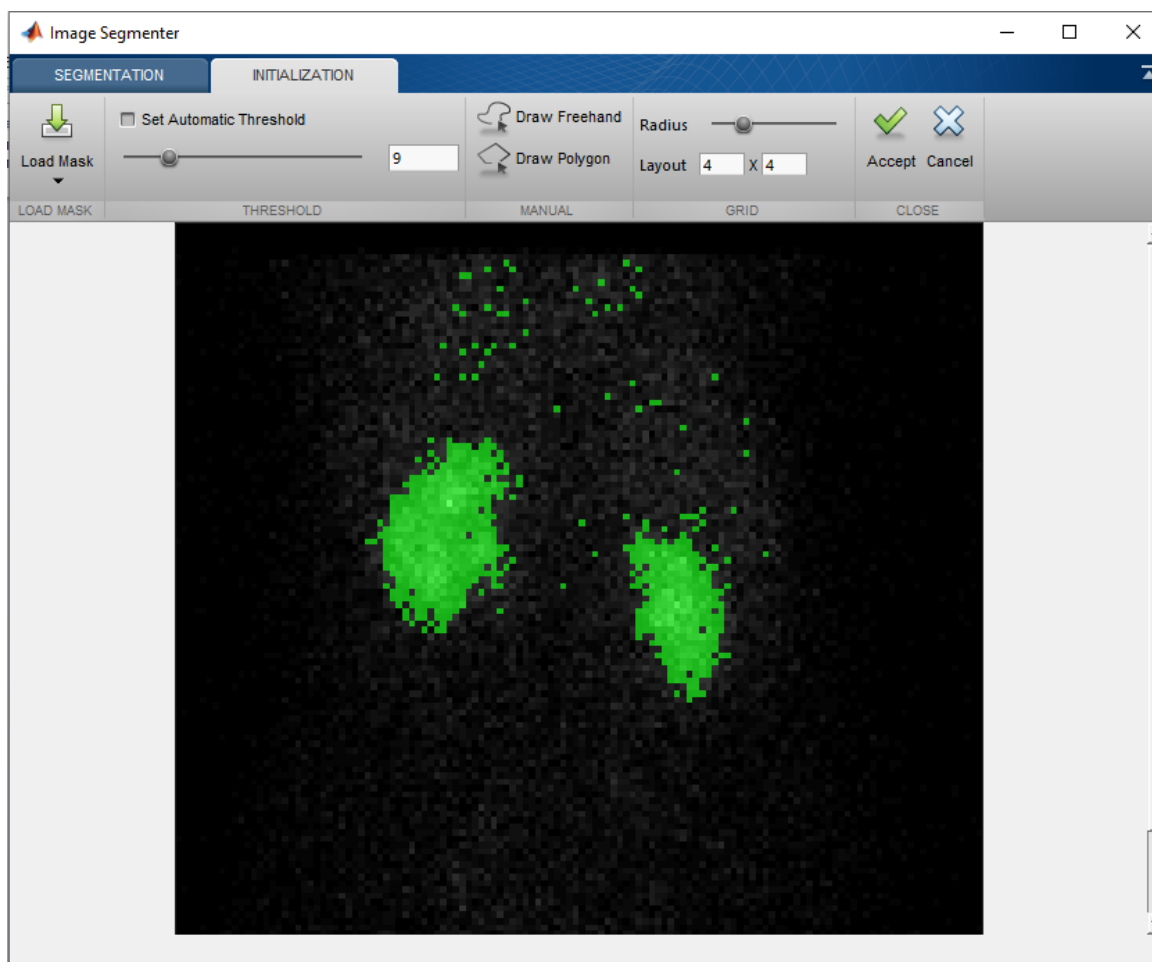 Image Segmenter
SEGMENTATION INITIALIZATION
Load Mask
LOAD MASK
Set Automatic Threshold
9
THRESHOLD
Draw Freehand
Draw Polygon
MANUAL
Radius
Layout 4 X 4
GRID
Accept Cancel
CLOSE